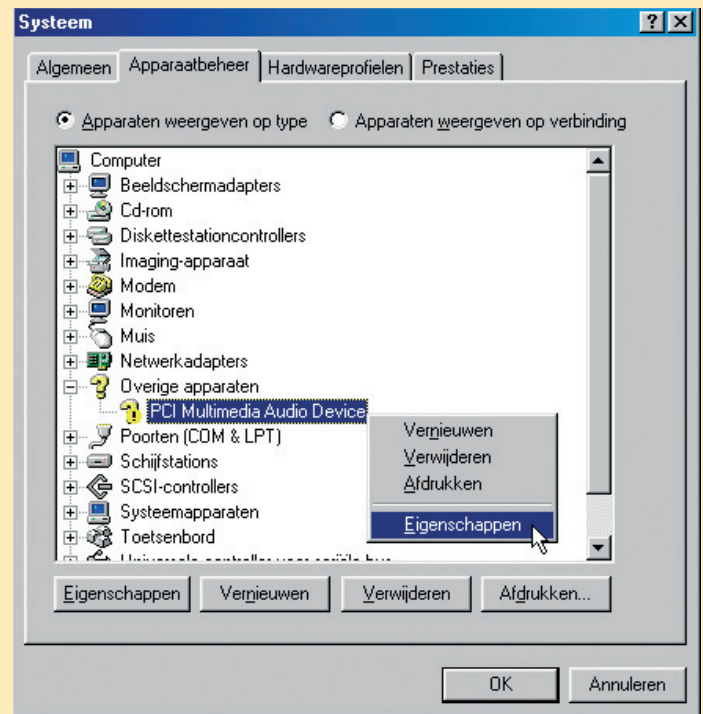 Systeem
Algemeen Apparaatbeheer Hardwareprofielen Prestaties
Apparaten weergeven op type Apparaten weergeven op verbinding
Computer
Beeldschermadapters
Cd-rom
Diskettestationcontrollers
Imaging-apparaat
Modem
Monitoren
Muis
Netwerkadapters
Overige apparaten
PCI Multimedia Audio Device
Poorten (COM & LPT)
Schijfstations
SCSI-controllers
Systeemapparaten
Toetsenbord
Vernieuwen
Verwijderen
Afdrukken
Eigenschappen
Eigenschappen Vernieuwen Verwijderen Afdrukken...
OK Annuleren